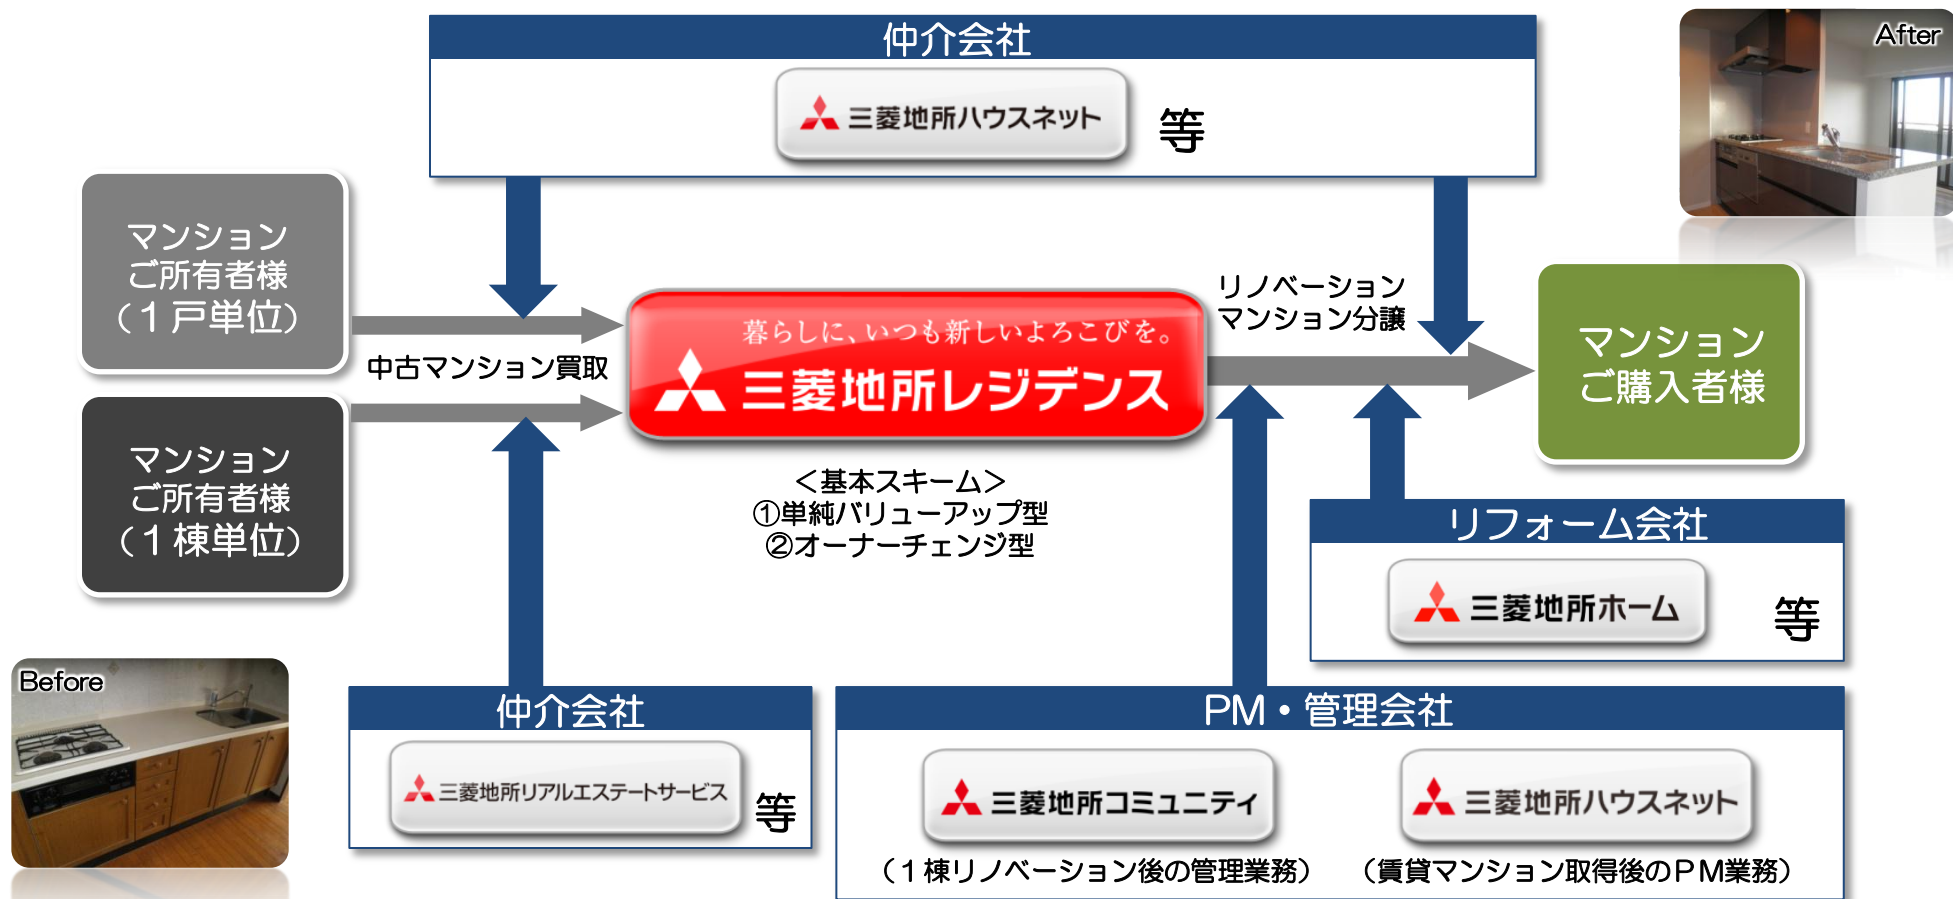 仲介会社
三菱地所ハウスネット 等
After
マンション
ご所有者様
（１戸単位）
中古マンション買取
マンション
ご所有者様
（１棟単位）
暮らしに、いつも新しいよろこびを。
三菱地所レジデンス
＜基本スキーム＞
①単純バリューアップ型
②オーナーチェンジ型
リノベーション
マンション分譲
マンション
ご購入者様
リフォーム会社
三菱地所ホーム 等
Before
仲介会社
三菱地所リアルエステートサービス 等
ＰＭ・管理会社
三菱地所コミュニティ
（１棟リノベーション後の管理業務）
三菱地所ハウスネット
（賃貸マンション取得後のＰＭ業務）